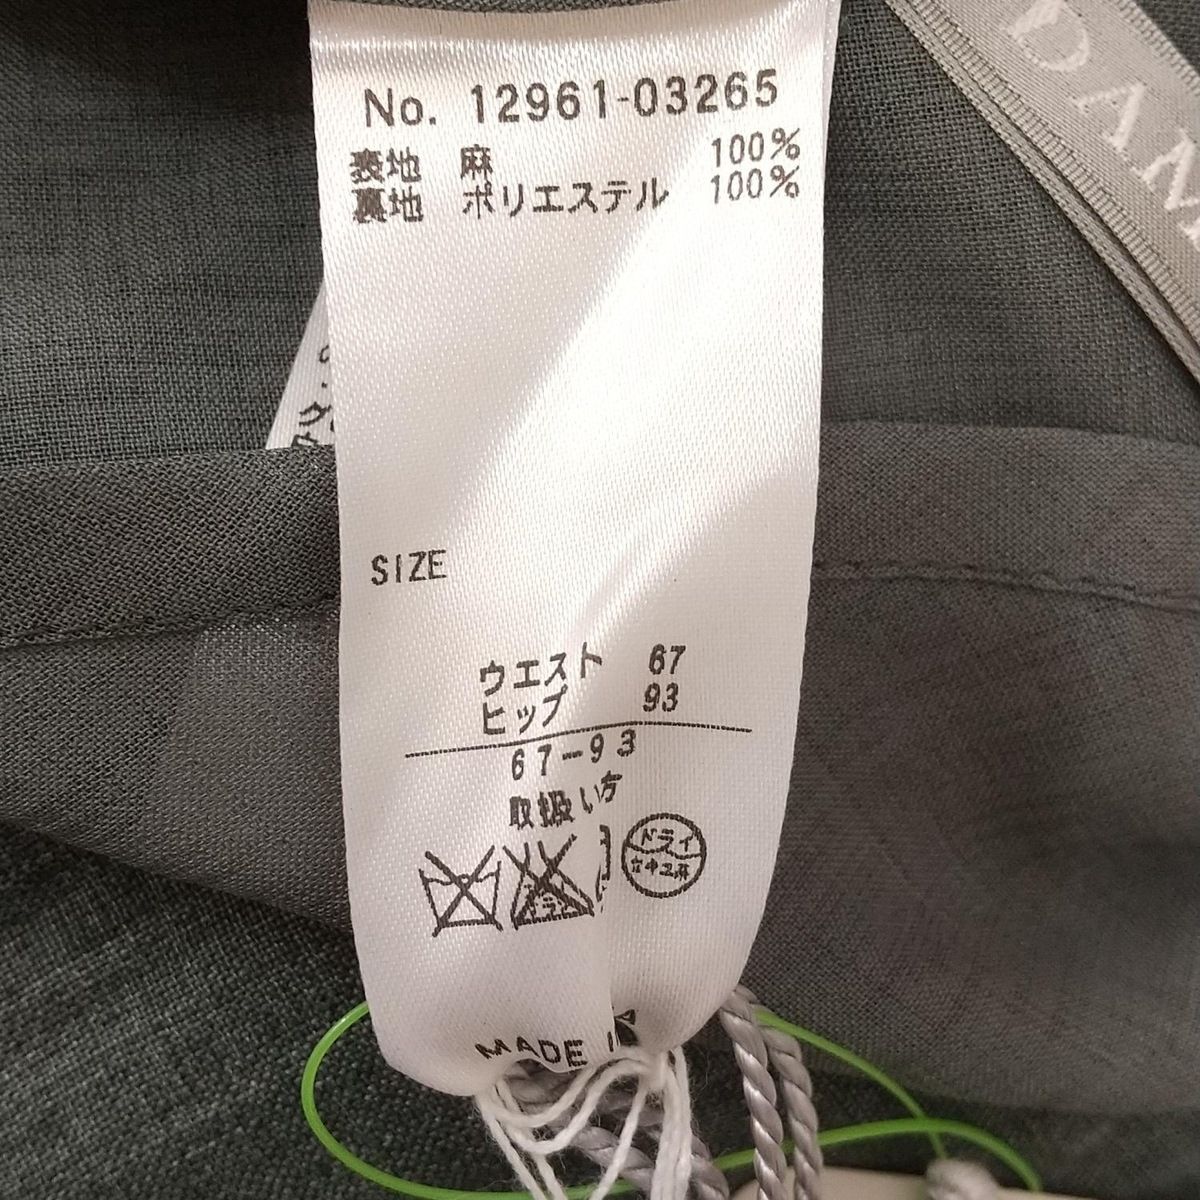 No. 12961-03265
表地 麻 100%
裏地 ポリエステル 100%
SIZE
ウエスト 67
ヒップ 93
67-93
取扱い方
ドライ
MADE
DAM